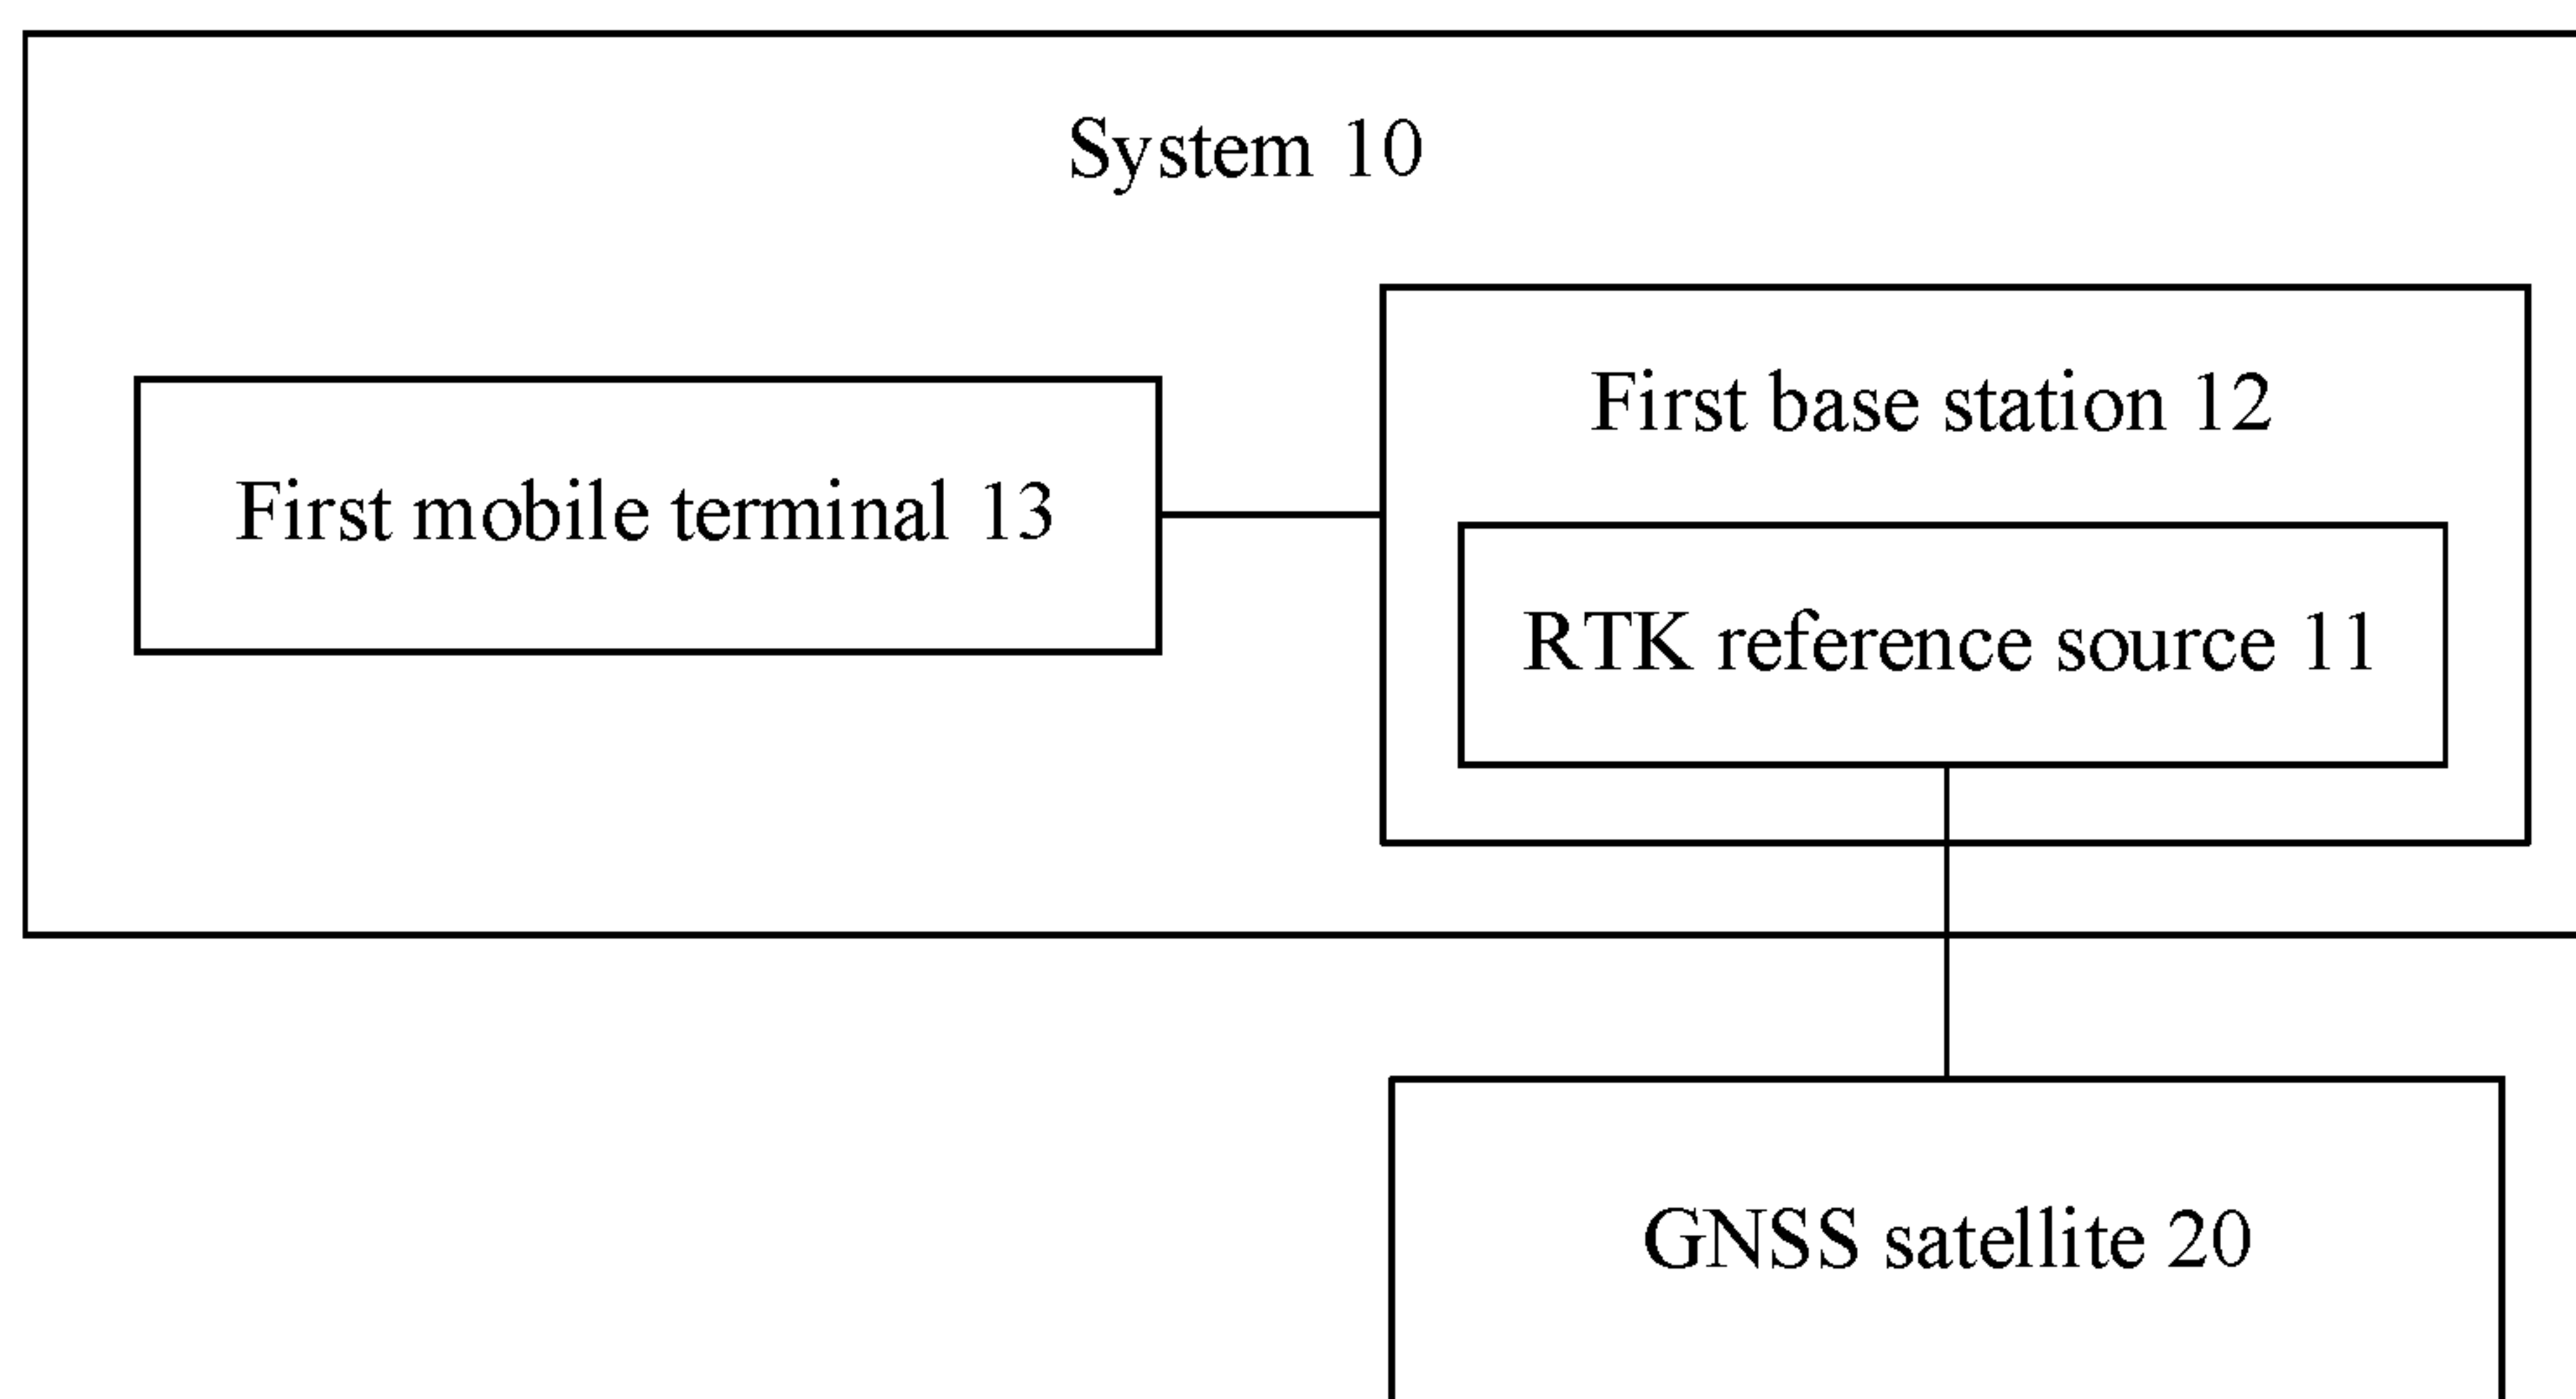 System 10
First base station 12
First mobile terminal 13
RTK reference source 11
GNSS satellite 20